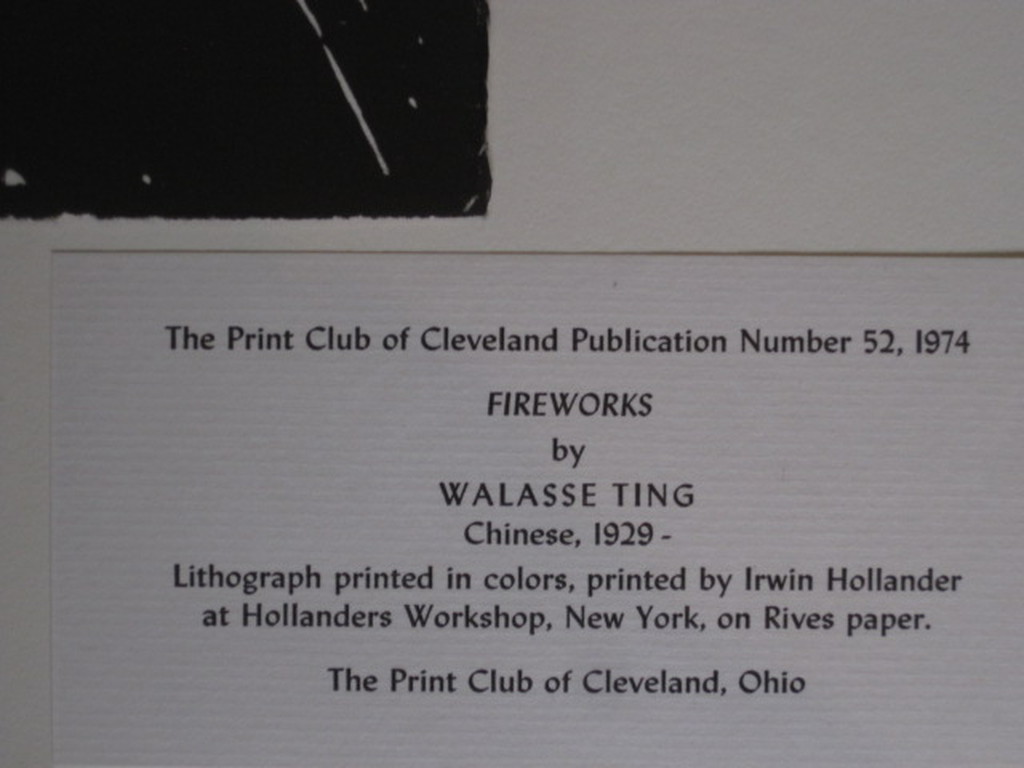 The Print Club of Cleveland Publication Number 52, 1974
FIREWORKS
by
WALASSE TING
Chinese, 1929 -
Lithograph printed in colors, printed by Irwin Hollander
at Hollanders Workshop, New York, on Rives paper.
The Print Club of Cleveland, Ohio